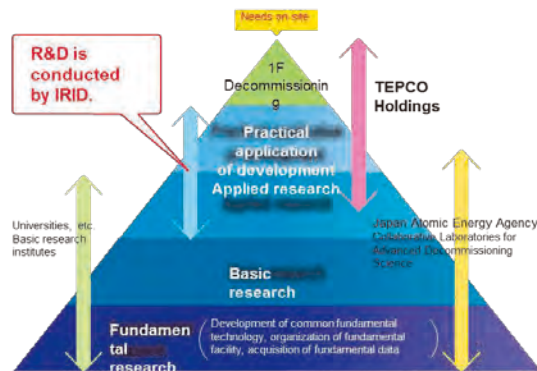 Needs on-site
R&D is
conducted
by IRID.
1F
Decommissionin
g
TEPCO
Holdings
Practical
application
of development
Applied research
Universities, etc.
Basic research
institutes
Japan Atomic Energy Agency
Collaborative Laboratories for
Advanced Decommissioning
Science
Basic
research
Fundamen
tal
research
Development of common fundamental
technology, organization of fundamental
facility, acquisition of fundamental data